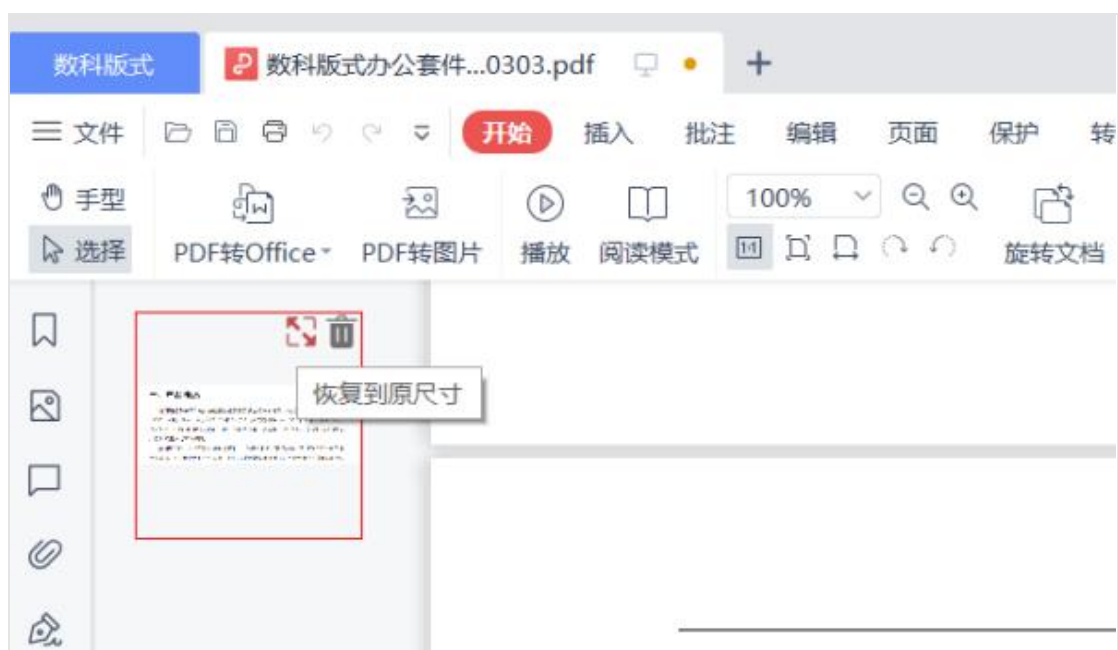 数科版式 数科版式办公套件...0303.pdf
文件 开始 插入 批注 编辑 页面 保护 转
手型 100%
选择 PDF转Office PDF转图片 播放 阅读模式 1:1 旋转文档
恢复到原尺寸